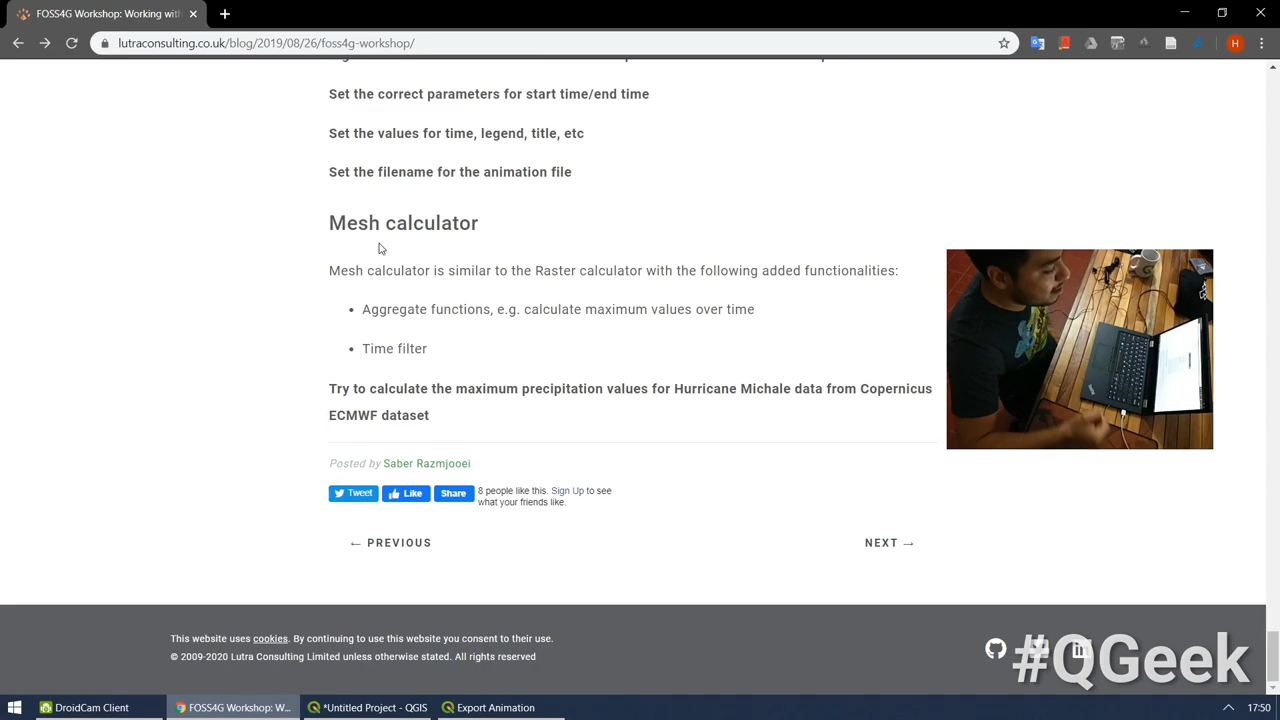 FOSS4G Workshop: Working with
lutraconsulting.co.uk/blog/2019/08/26/foss4g-workshop/
H
Set the correct parameters for start time/end time
Set the values for time, legend, title, etc
Set the filename for the animation file
Mesh calculator
Mesh calculator is similar to the Raster calculator with the following added functionalities:
• Aggregate functions, e.g. calculate maximum values over time
• Time filter
Try to calculate the maximum precipitation values for Hurricane Michale data from Copernicus
ECMWF dataset
Posted by Saber Razmjooei
Tweet Like Share 8 people like this. Sign Up to see
what your friends like.
← PREVIOUS NEXT →
This website uses cookies. By continuing to use this website you consent to their use.
© 2009-2020 Lutra Consulting Limited unless otherwise stated. All rights reserved
#QGeek
DroidCam Client FOSS4G Workshop: W... *Untitled Project - QGIS Export Animation 17:50